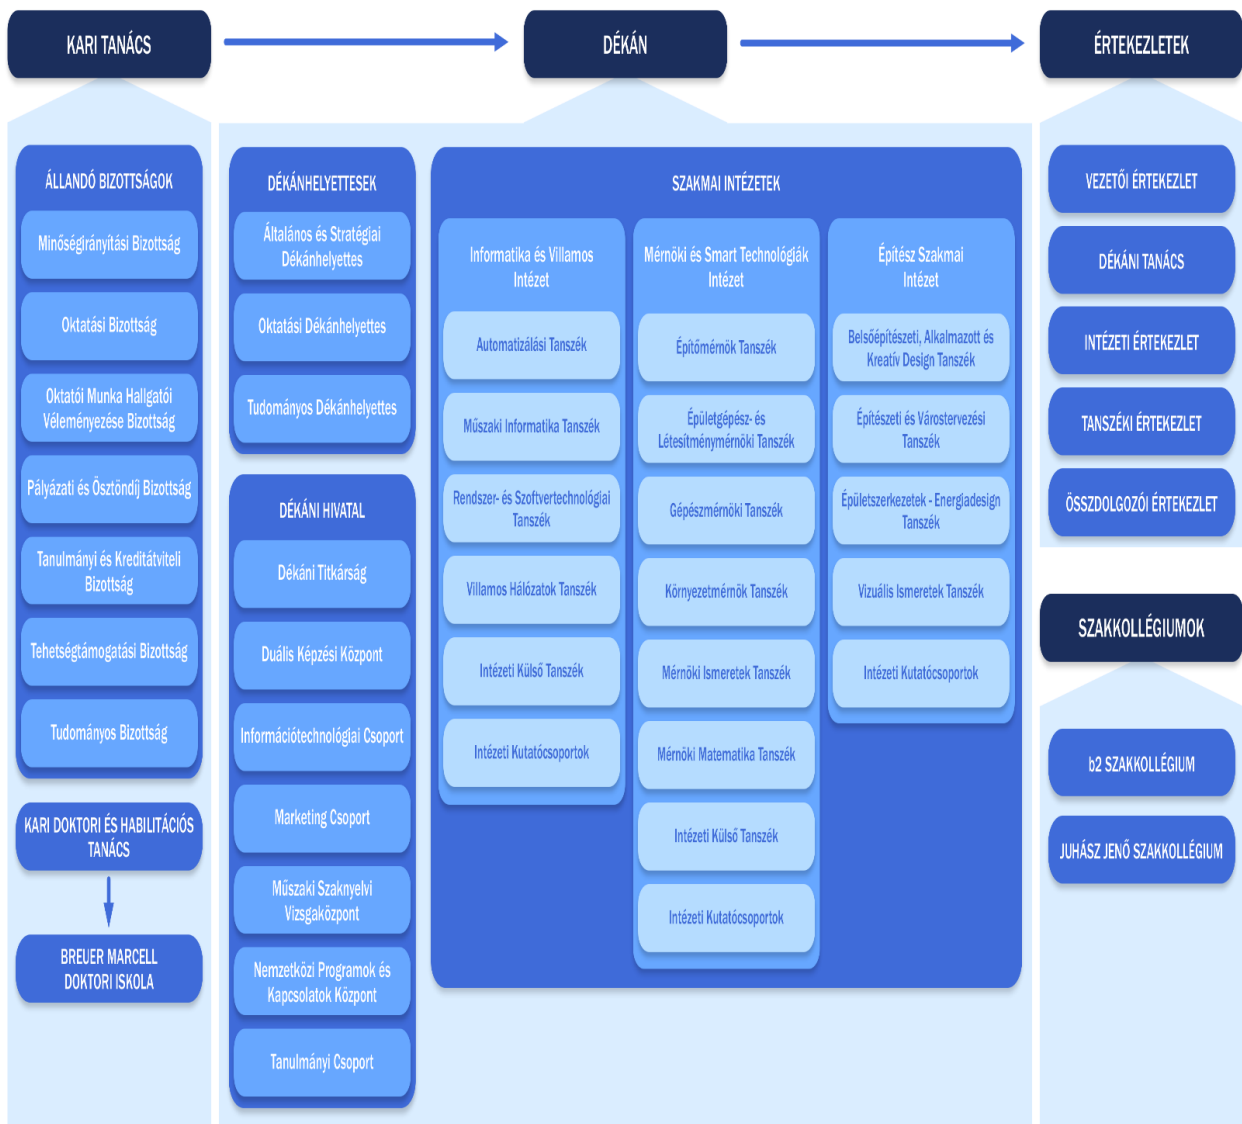 KARI TANÁCS
DÉKÁN
ÉRTEKEZLETEK
ÁLLANDÓ BIZOTTSÁGOK
Minőségirányítási Bizottság
Oktatási Bizottság
Oktatói Munka Hallgatói
Véleményezése Bizottság
Pályázati és Ösztöndíj Bizottság
Tanulmányi és Kreditátviteli
Bizottság
Tehetségtámogatási Bizottság
Tudományos Bizottság
KARI DOKTORI ÉS HABILITÁCIÓS
TANÁCS
BREUER MARCELL
DOKTORI ISKOLA
DÉKÁNHELYETTESEK
Általános és Stratégiai
Dékánhelyettes
Oktatási Dékánhelyettes
Tudományos Dékánhelyettes
DÉKÁNI HIVATAL
Dékáni Titkárság
Duális Képzési Központ
Információtechnológiai Csoport
Marketing Csoport
Műszaki Szaknyelvi
Vizsgaközpont
Nemzetközi Programok és
Kapcsolatok Központ
Tanulmányi Csoport
SZAKMAI INTÉZETEK
Informatika és Villamos
Intézet
Automatizálási Tanszék
Műszaki Informatika Tanszék
Rendszer- és Szoftvertechnológiai
Tanszék
Villamos Hálózatok Tanszék
Intézeti Külső Tanszék
Intézeti Kutatócsoportok
Mérnöki és Smart Technológiák
Intézet
Építőmérnök Tanszék
Épületgépész- és
Létesítménymérnöki Tanszék
Gépészmérnöki Tanszék
Környezetmérnök Tanszék
Mérnöki Ismeretek Tanszék
Mérnöki Matematika Tanszék
Intézeti Külső Tanszék
Intézeti Kutatócsoportok
Építész Szakmai
Intézet
Belsőépítészeti, Alkalmazott és
Kreatív Design Tanszék
Építészeti és Várostervezési
Tanszék
Épületszerkezetek - Energiadesign
Tanszék
Vizuális Ismeretek Tanszék
Intézeti Kutatócsoportok
VEZETŐI ÉRTEKEZLET
DÉKÁNI TANÁCS
INTÉZETI ÉRTEKEZLET
TANSZÉKI ÉRTEKEZLET
ÖSSZDOLGOZÓI ÉRTEKEZLET
SZAKKOLLÉGIUMOK
b2 SZAKKOLLÉGIUM
JUHÁSZ JENŐ SZAKKOLLÉGIUM